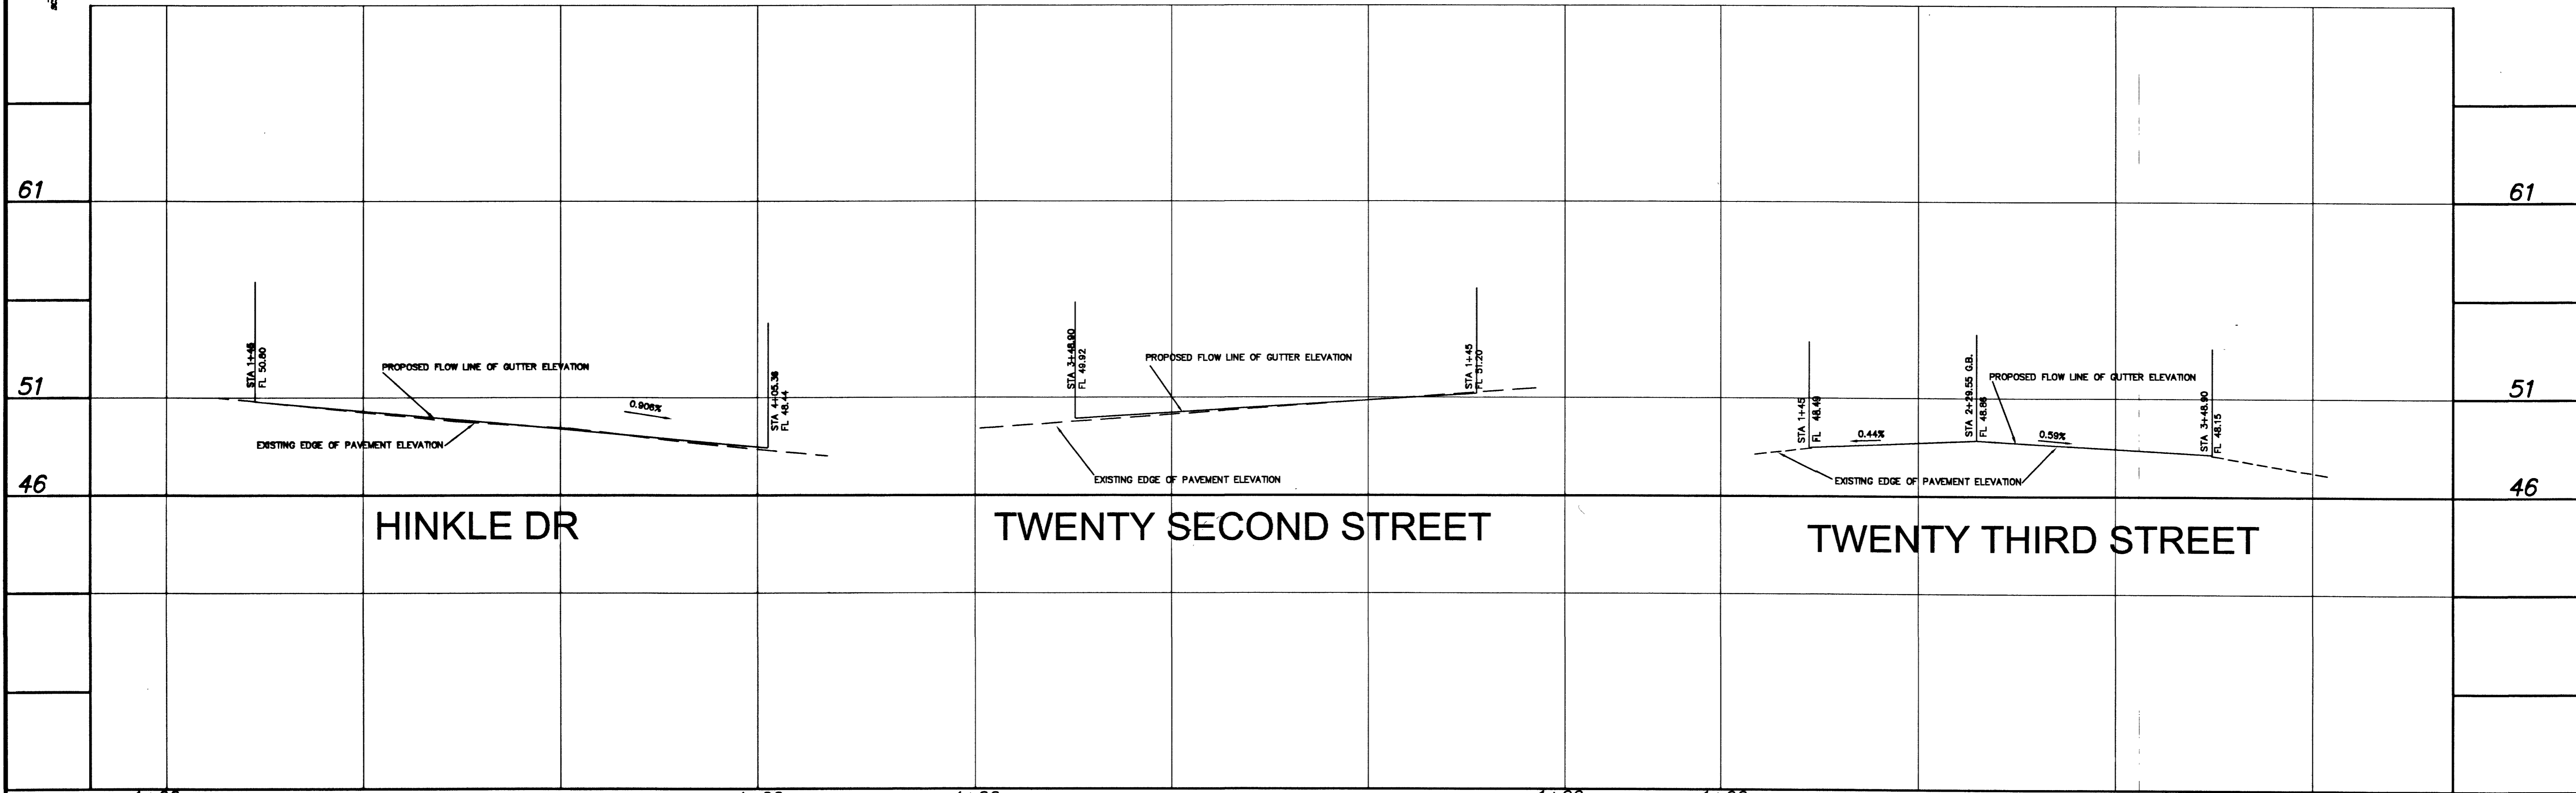 61
61
STA 1+45
FL 50.80
PROPOSED FLOW LINE OF GUTTER ELEVATION
0.906%
STA 4+05.36
FL 48.44
EXISTING EDGE OF PAVEMENT ELEVATION
STA 3+48.90
FL 49.92
PROPOSED FLOW LINE OF GUTTER ELEVATION
STA 1+45
FL 51.20
EXISTING EDGE OF PAVEMENT ELEVATION
STA 1+45
FL 48.49
0.44%
STA 2+29.55 G.B.
FL 48.86
PROPOSED FLOW LINE OF GUTTER ELEVATION
0.59%
STA 3+48.90
FL 48.15
EXISTING EDGE OF PAVEMENT ELEVATION
51
51
46
46
HINKLE DR
TWENTY SECOND STREET
TWENTY THIRD STREET